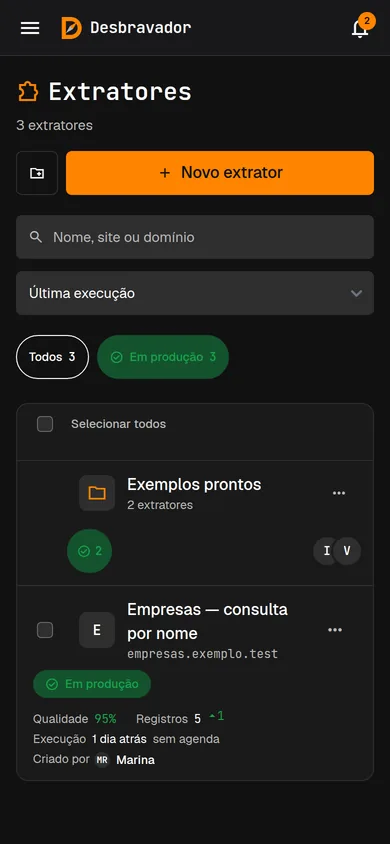 Desbravador
2
Extratores
3 extratores
+ Novo extrator
Nome, site ou domínio
Última execução
Todos 3
Em produção 3
Selecionar todos
Exemplos prontos
2 extratores
2
I V
E
Empresas — consulta
por nome
empresas.exemplo.test
Em produção
Qualidade 95% Registros 5 1
Execução 1 dia atrás sem agenda
Criado por MR Marina